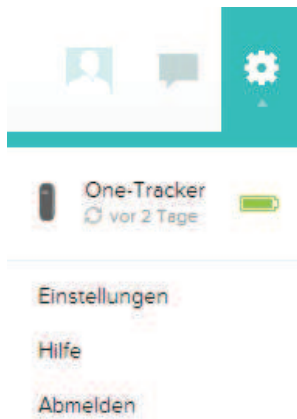 One-Tracker
vor 2 Tage
Einstellungen
Hilfe
Abmelden